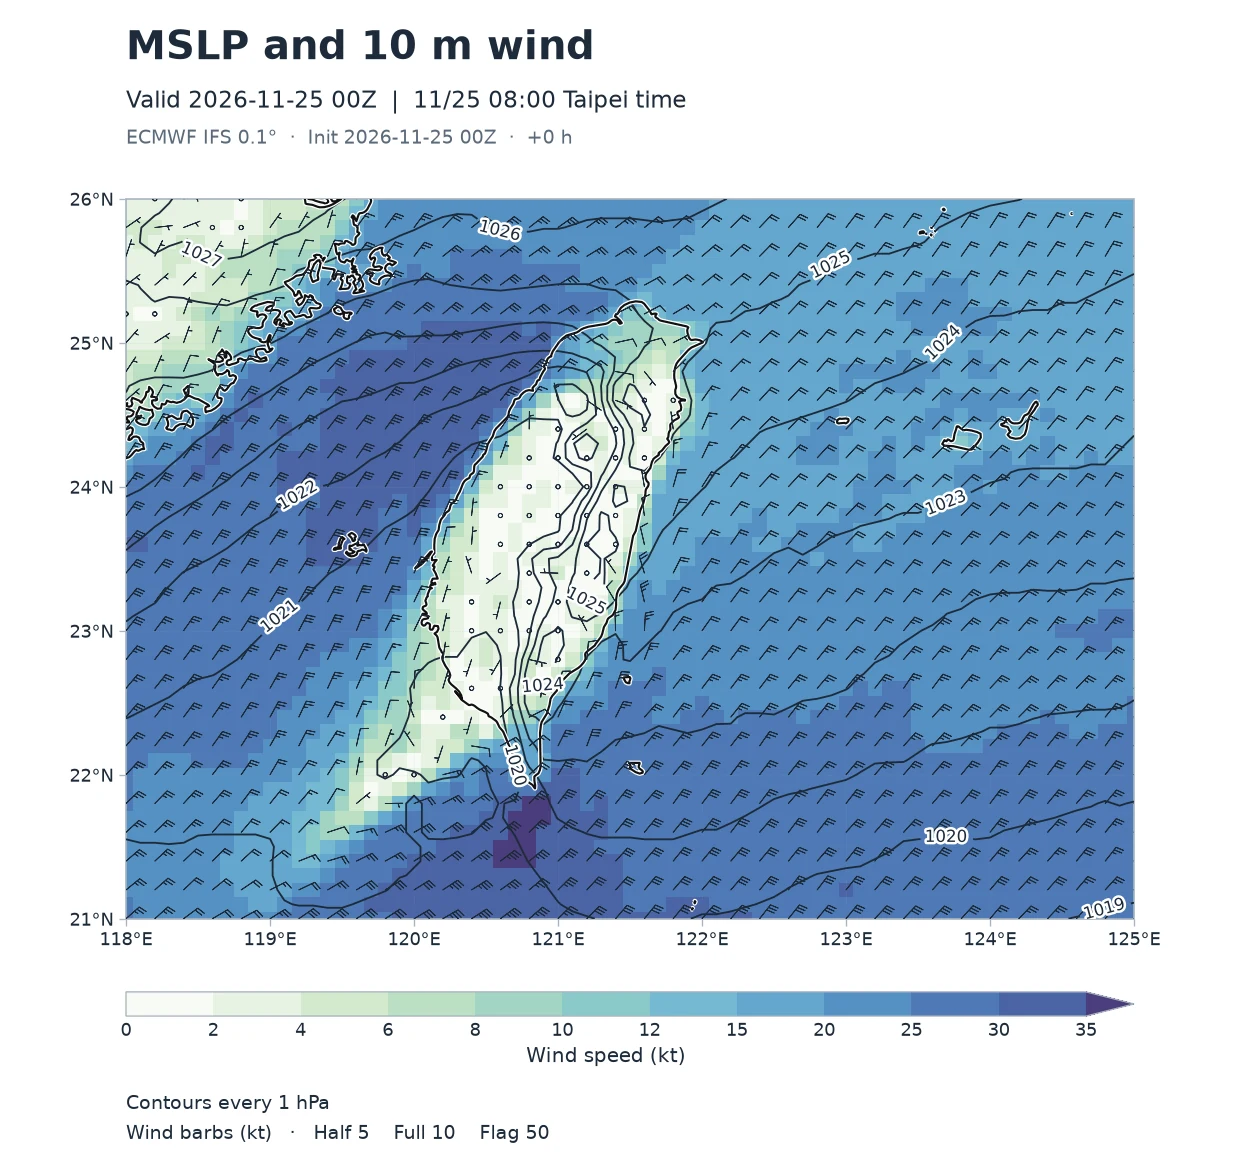 MSLP and 10 m wind
Valid 2026-11-25 00Z | 11/25 08:00 Taipei time
ECMWF IFS 0.1° · Init 2026-11-25 00Z · +0 h
26°N
25°N
24°N
23°N
22°N
21°N
1027
1026
1025
1024
1022
1023
1021
1025
1024
1020
1020
1019
118°E 119°E 120°E 121°E 122°E 123°E 124°E 125°E
0 2 4 6 8 10 12 15 20 25 30 35
Wind speed (kt)
Contours every 1 hPa
Wind barbs (kt) · Half 5 Full 10 Flag 50